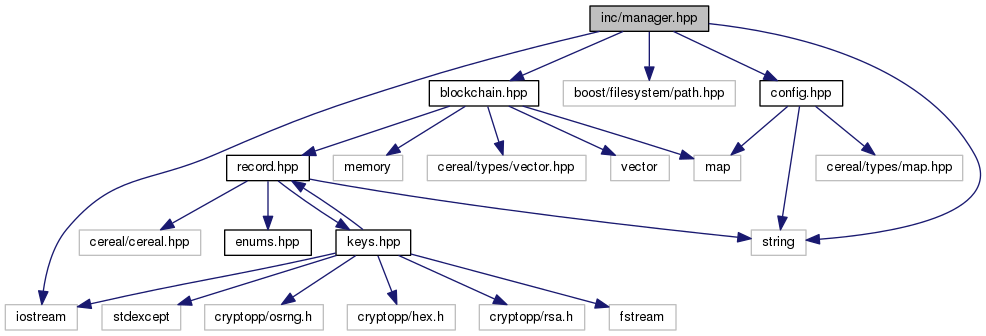 inc/manager.hpp
blockchain.hpp
boost/filesystem/path.hpp
config.hpp
record.hpp
memory
cereal/types/vector.hpp
vector
map
cereal/types/map.hpp
cereal/cereal.hpp
enums.hpp
keys.hpp
string
iostream
stdexcept
cryptopp/osrng.h
cryptopp/hex.h
cryptopp/rsa.h
fstream